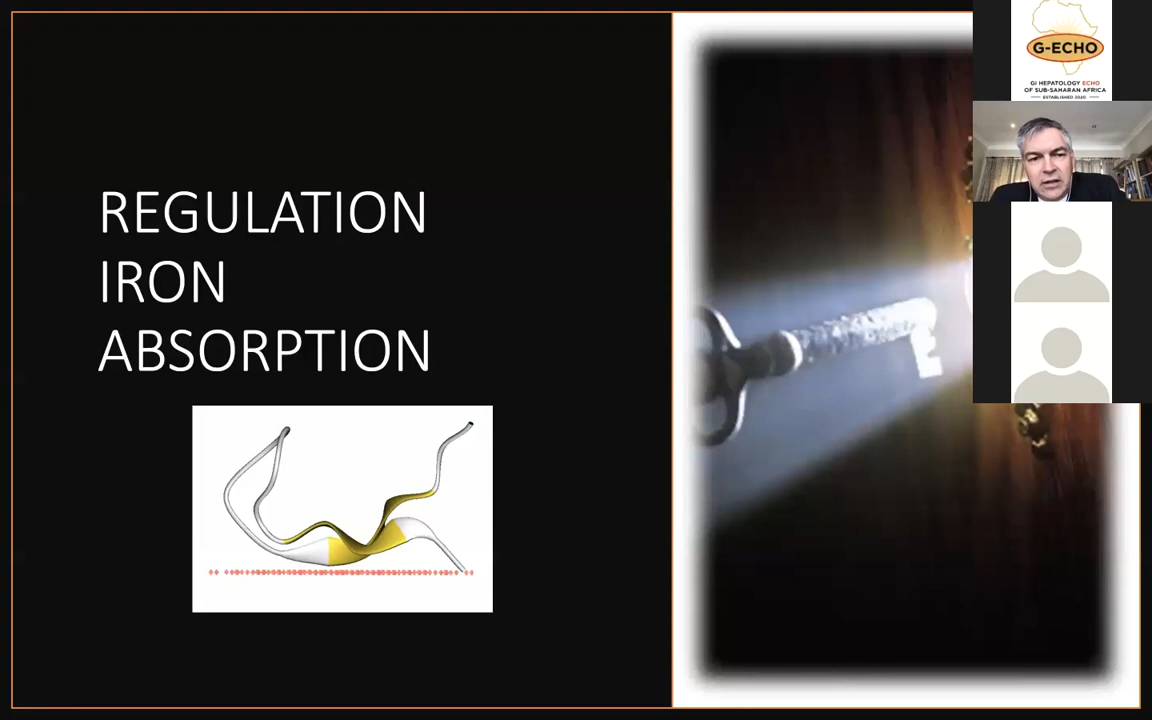 REGULATION
IRON
ABSORPTION
G-ECHO
GI HEPATOLOGY ECHO
OF SUB-SAHARAN AFRICA
ESTABLISHED 2020